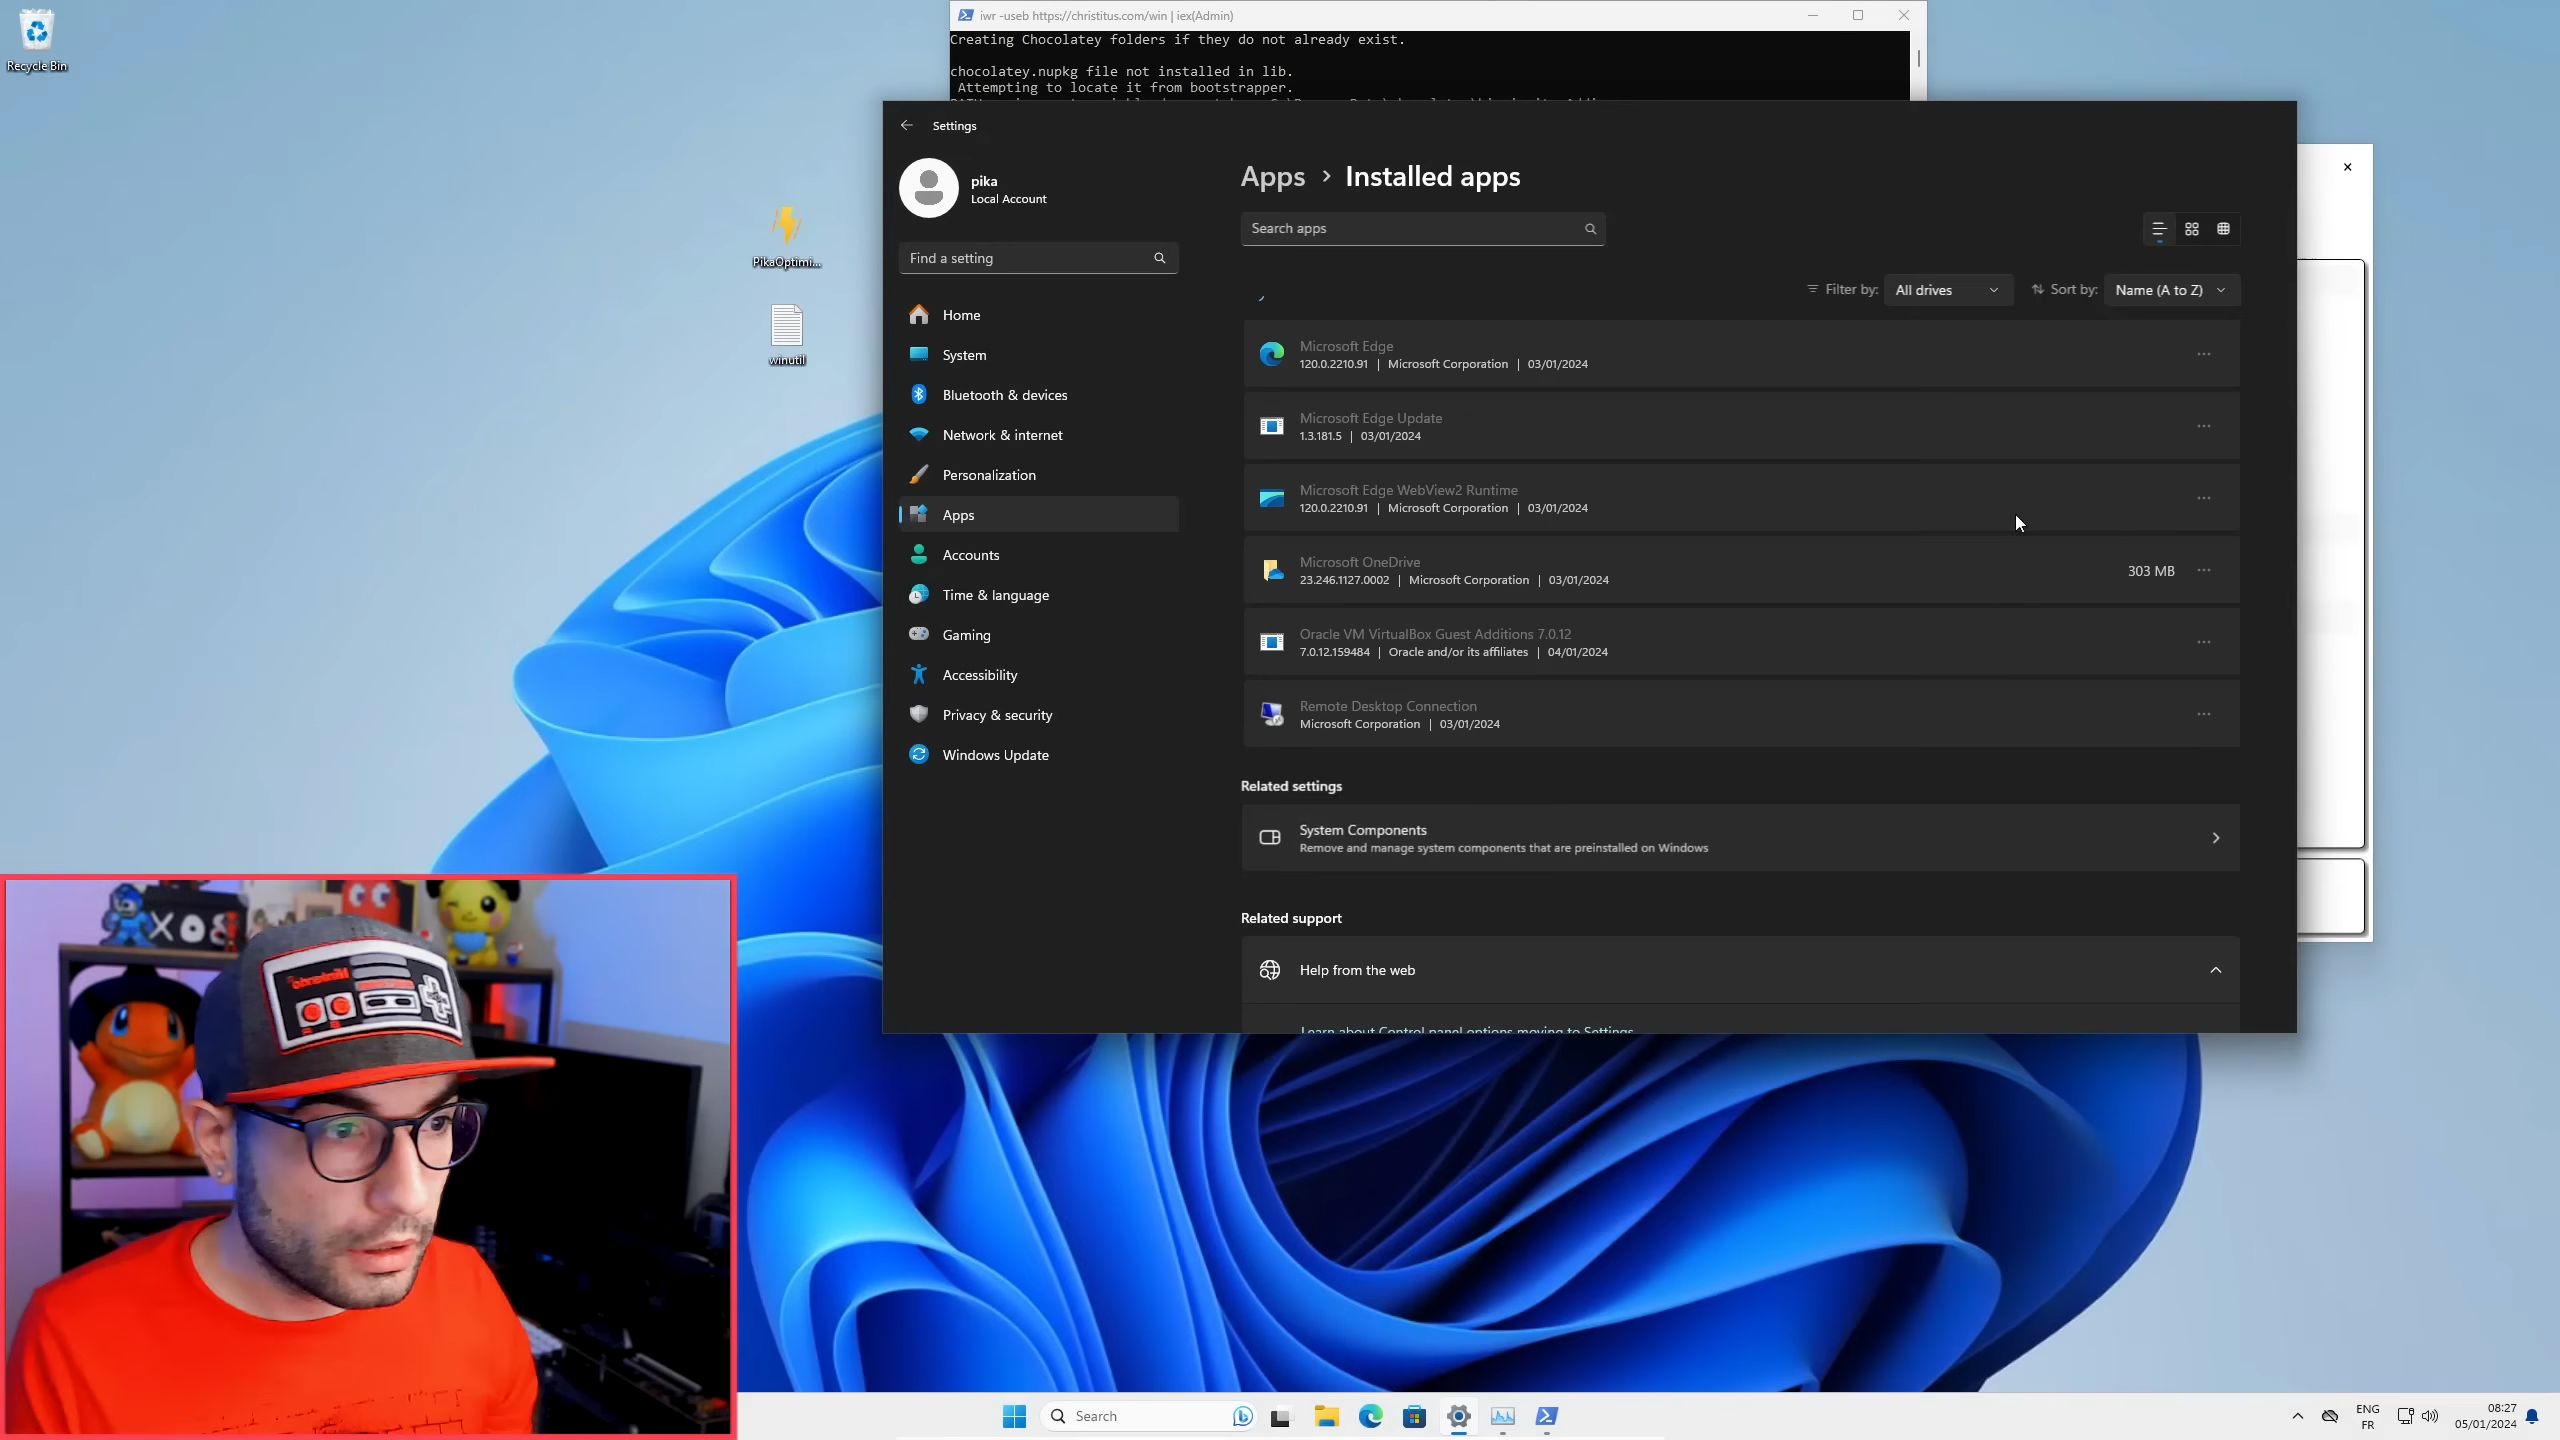 Recycle Bin
PikaOptimi...
winutil
iwr -useb https://christitus.com/win | iex(Admin)
Creating Chocolatey folders if they do not already exist.
chocolatey.nupkg file not installed in lib.
Attempting to locate it from bootstrapper.
Settings
pika
Local Account
Find a setting
Home
System
Bluetooth & devices
Network & internet
Personalization
Apps
Accounts
Time & language
Gaming
Accessibility
Privacy & security
Windows Update
Apps > Installed apps
Search apps
Filter by: All drives Sort by: Name (A to Z)
Microsoft Edge
120.0.2210.91 | Microsoft Corporation | 03/01/2024
Microsoft Edge Update
1.3.181.5 | 03/01/2024
Microsoft Edge WebView2 Runtime
120.0.2210.91 | Microsoft Corporation | 03/01/2024
Microsoft OneDrive
23.246.1127.0002 | Microsoft Corporation | 03/01/2024
303 MB
Oracle VM VirtualBox Guest Additions 7.0.12
7.0.12.159484 | Oracle and/or its affiliates | 04/01/2024
Remote Desktop Connection
Microsoft Corporation | 03/01/2024
Related settings
System Components
Remove and manage system components that are preinstalled on Windows
Related support
Help from the web
Learn about Control panel options moving to Settings
Search
ENG
FR
08:27
05/01/2024